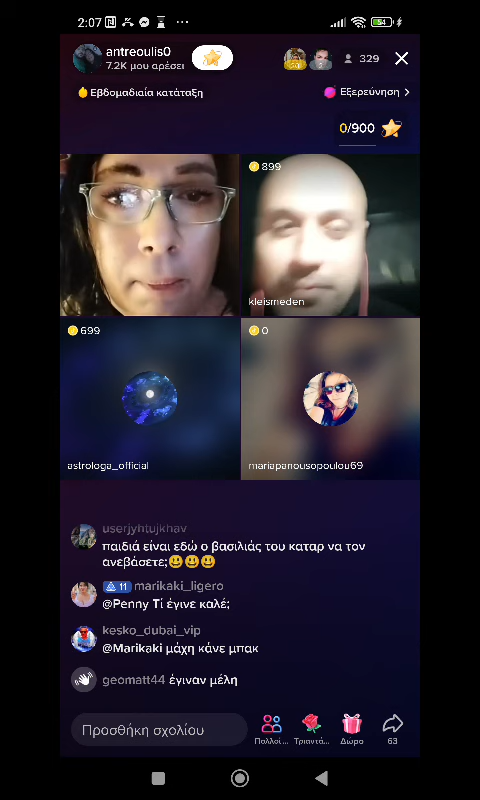 2:07
54
antreoulis0
7.2K μου αρέσει
329
Εβδομαδιαία κατάταξη
Εξερεύνηση
0/900
899
kleismeden
699
0
astrologa_official
mariapanousopoulou69
userjyhtujkhav
παιδιά είναι εδώ ο βασιλιάς του καταρ να τον
ανεβάσετε;😃😃😃
11 marikaki_ligero
@Penny Τί έγινε καλέ;
kesko_dubai_vip
@Marikaki μάχη κάνε μπακ
geomatt44 έγιναν μέλη
Προσθήκη σχολίου
Πολλοί... Τριαντά... Δώρο 63